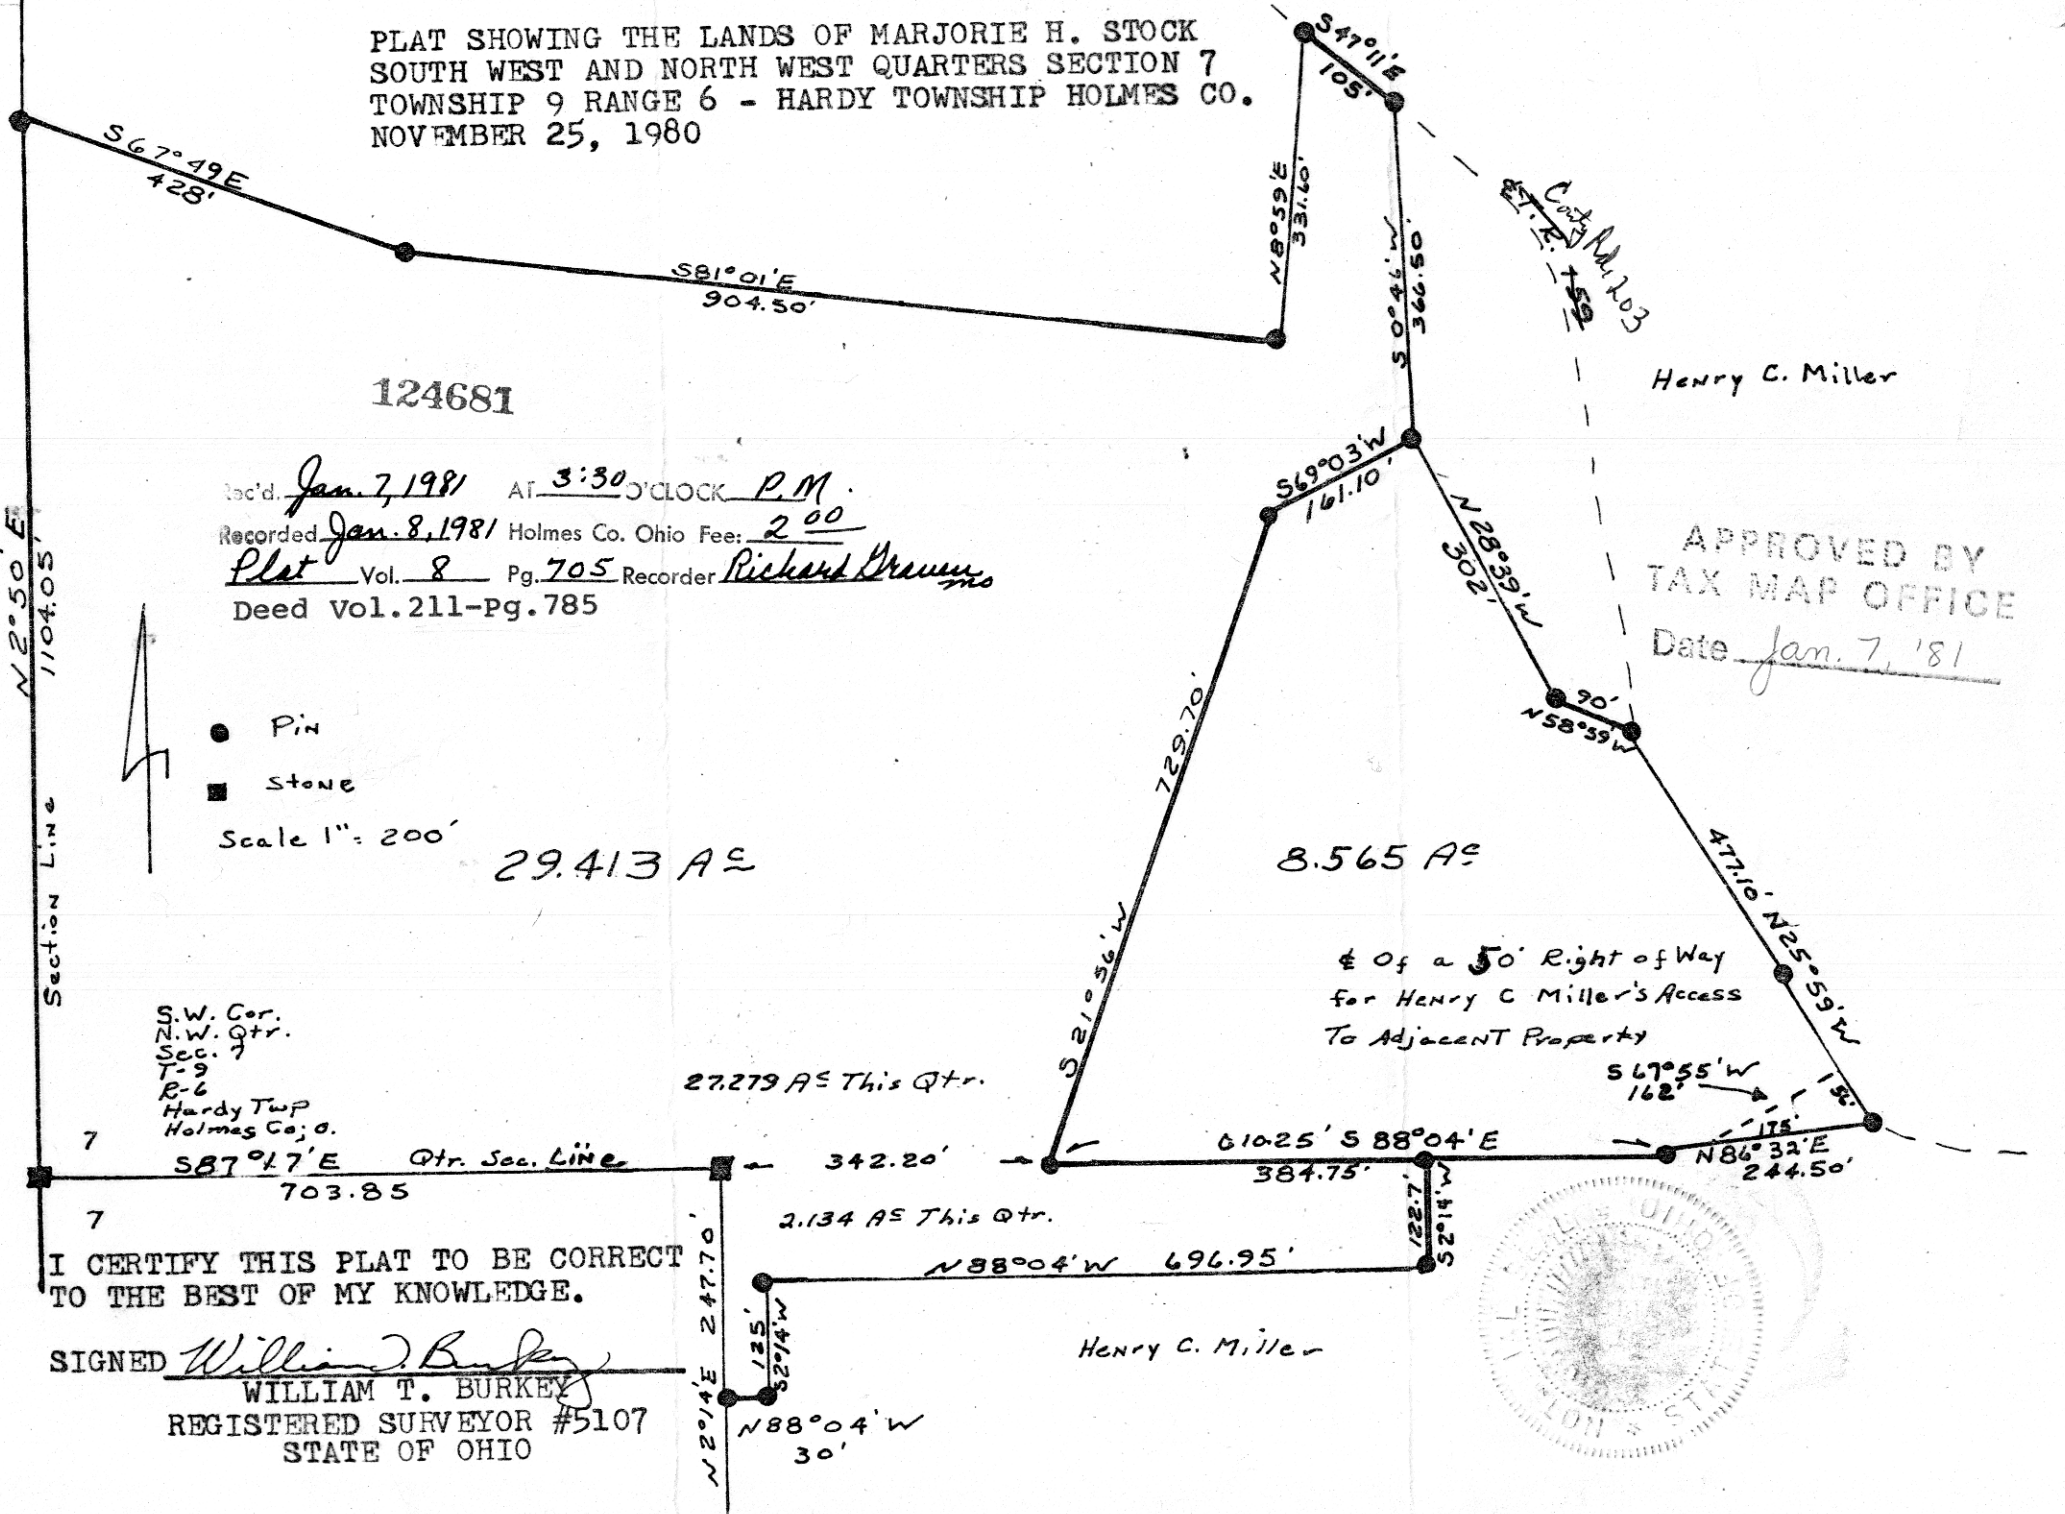 PLAT SHOWING THE LANDS OF MARJORIE H. STOCK
SOUTH WEST AND NORTH WEST QUARTERS SECTION 7
TOWNSHIP 9 RANGE 6 - HARDY TOWNSHIP HOLMES CO.
NOVEMBER 25, 1980
S47°11'E
105'
S67°49E
428'
S81°01'E
904.50'
N8°59'E
331.60'
S0°46'W
366.50'
County Rd. 203
T.R. 159
Henry C. Miller
124681
Rec'd. Jan. 7, 1981 AT 3:30 O'CLOCK P.M.
Recorded Jan. 8, 1981 Holmes Co. Ohio Fee: 2 00
Plat Vol. 8 Pg. 705 Recorder Richard Graven
Deed Vol.211-Pg.785
S69°03'W
161.10'
N28°39'W
302'
APPROVED BY
TAX MAP OFFICE
Date Jan. 7, '81
N2°50'E
1104.05'
Section Line
Pin
Stone
Scale 1"= 200'
90'
N58°59'W
729.70'
S21°56'W
29.413 Ac
8.565 Ac
477.10' N25°59'W
¢ Of a 50' Right of Way
for Henry C Miller's Access
To Adjacent Property
S67°55'W
162'
156'
S.W. Cor.
N.W. Qtr.
Sec. 7
T-9
R-6
Hardy Twp
Holmes Co; O.
27.279 Ac This Qtr.
7
S87°17'E Qtr. Sec. Line
703.85
342.20'
610.25' S88°04'E
384.75'
175'
N86°32'E
244.50'
7
2.134 Ac This Qtr.
122.7'
S2°14'W
N88°04'W 696.95'
I CERTIFY THIS PLAT TO BE CORRECT
TO THE BEST OF MY KNOWLEDGE.
N2°14'E 247.70'
125'
S2°14'W
Henry C. Miller
SIGNED William T. Burkey
WILLIAM T. BURKEY
REGISTERED SURVEYOR #5107
STATE OF OHIO
N88°04'W
30'